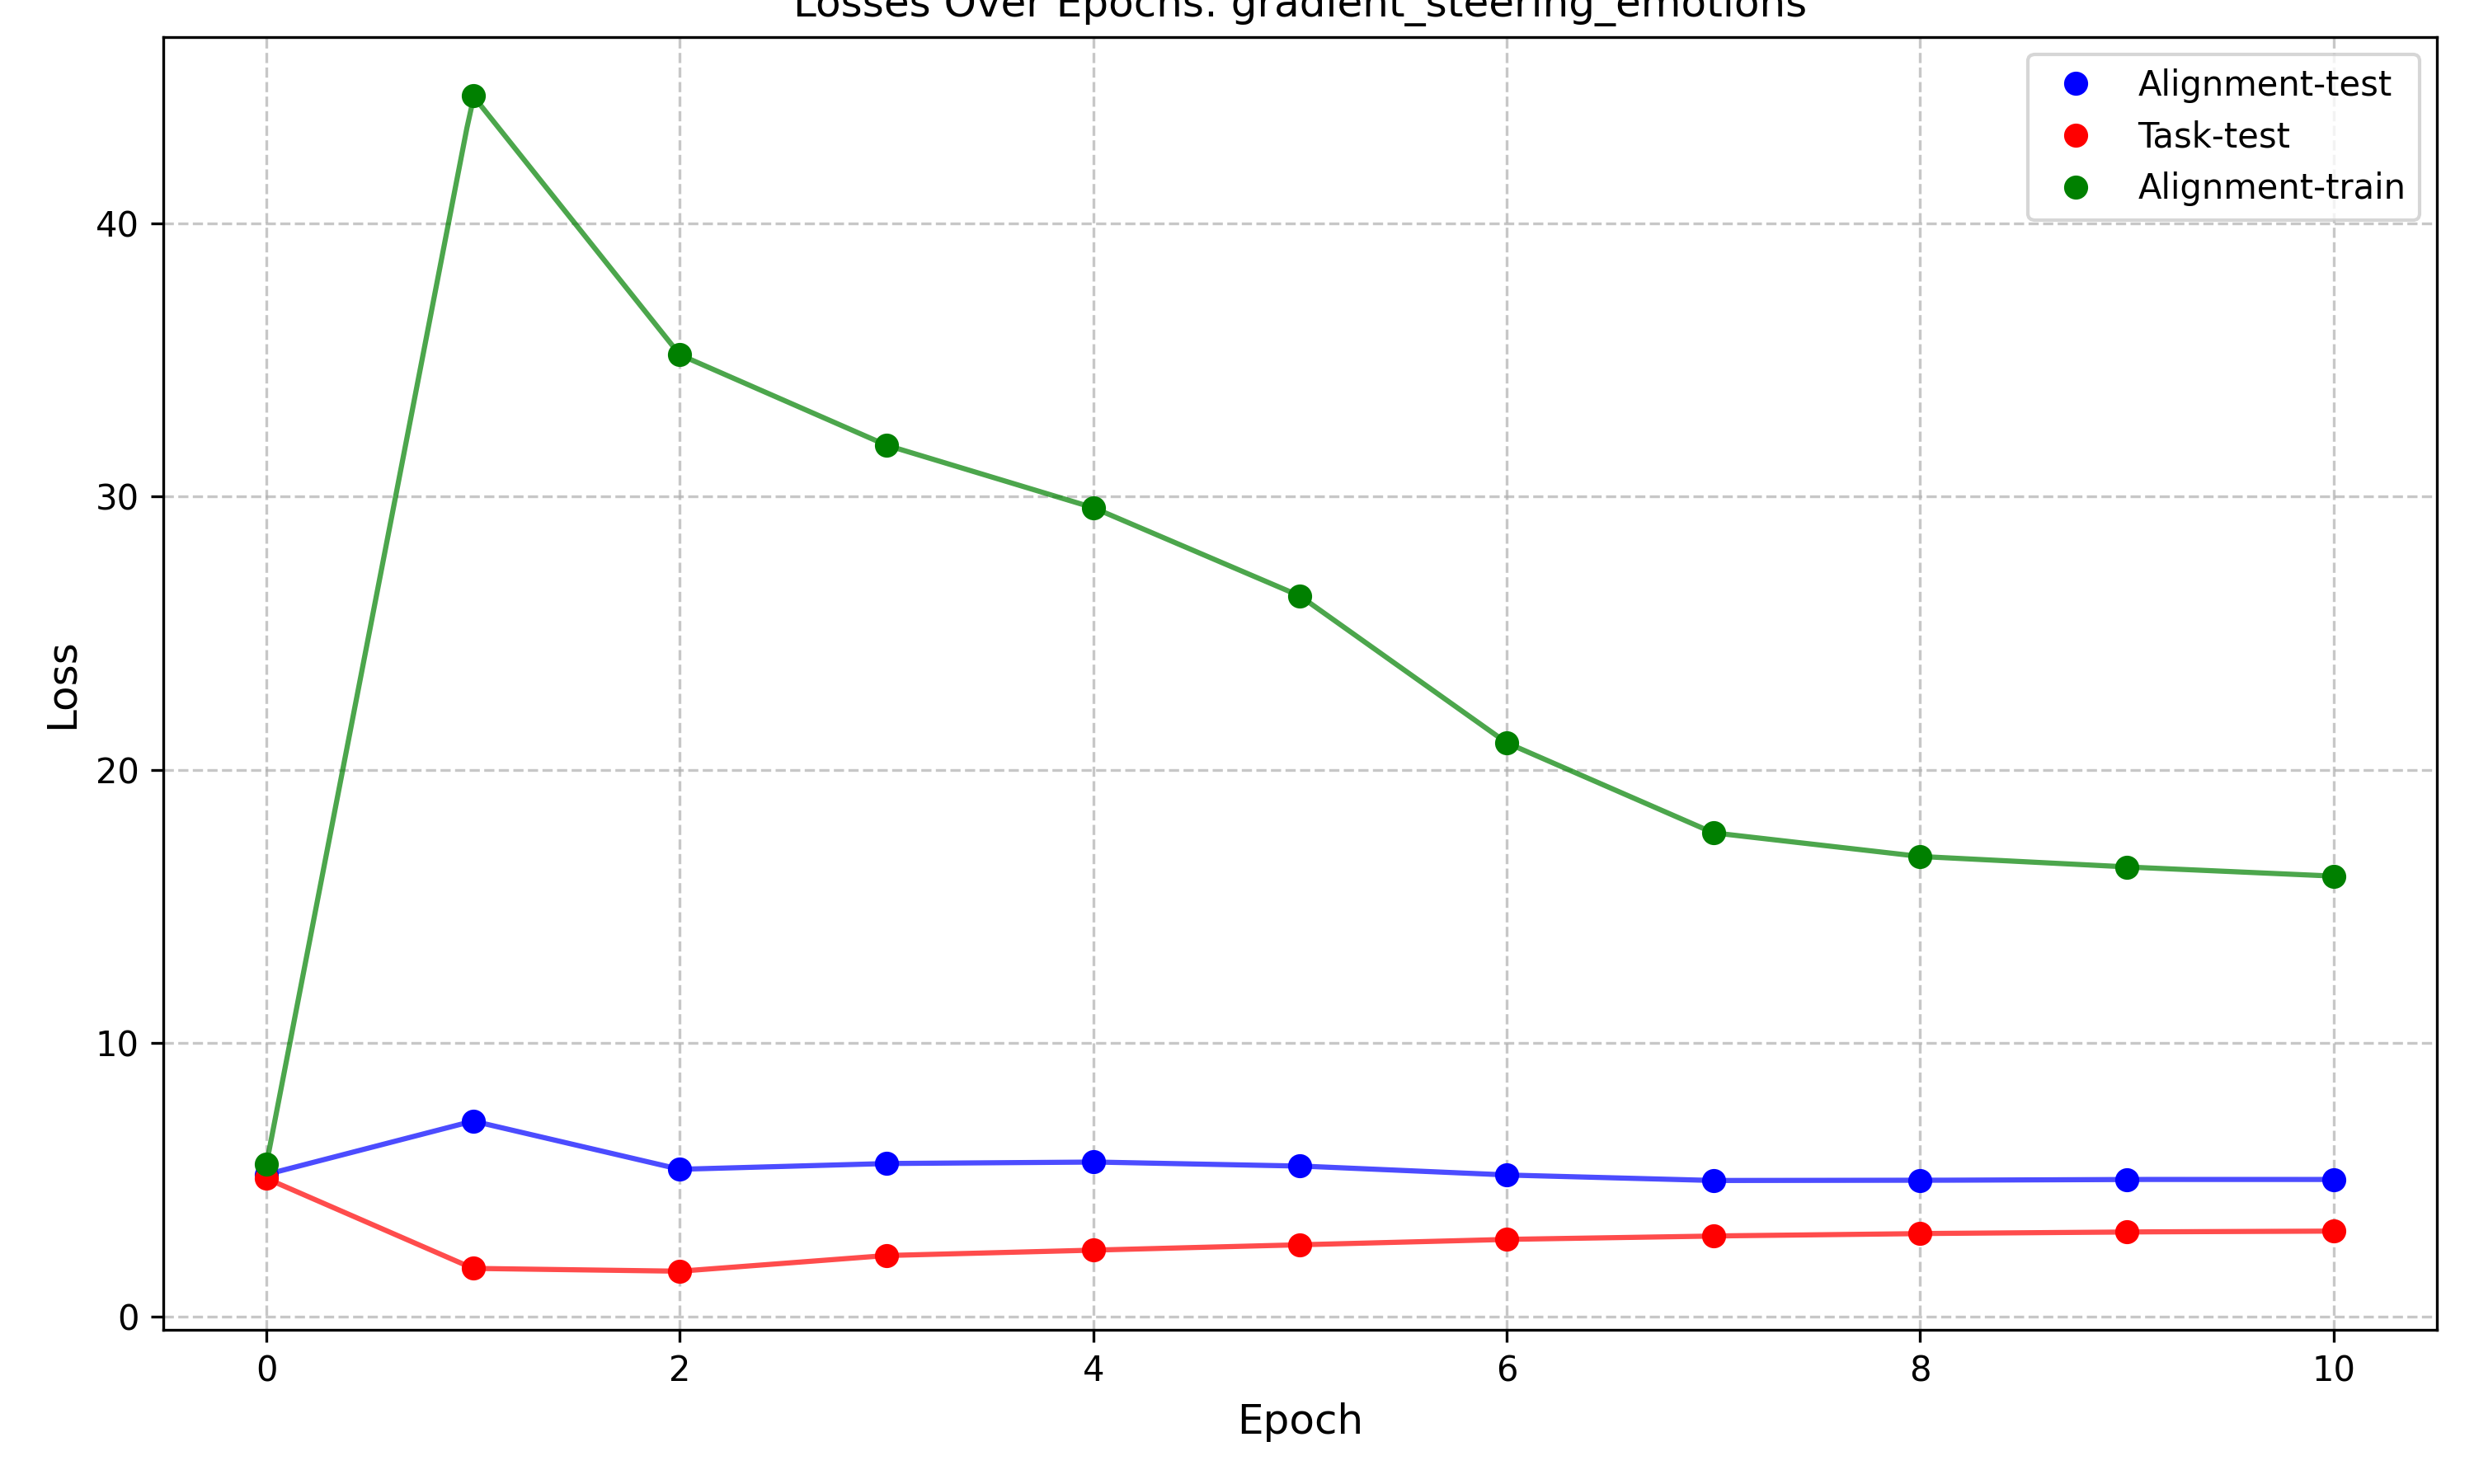 Losses Over Epochs: gradient_steering_emotions
Alignment-test
Task-test
Alignment-train
40
30
20
10
0
Loss
0 2 4 6 8 10
Epoch